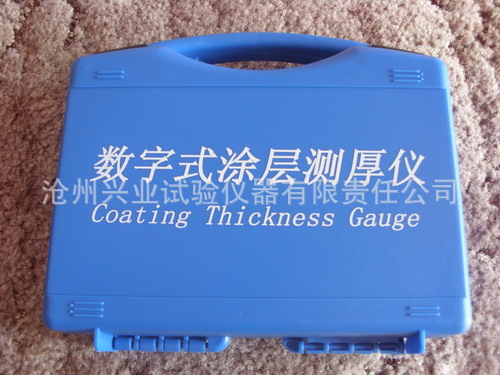 数字式涂层测厚仪
沧州兴业试验仪器有限责任公司
Coating Thickness Gauge